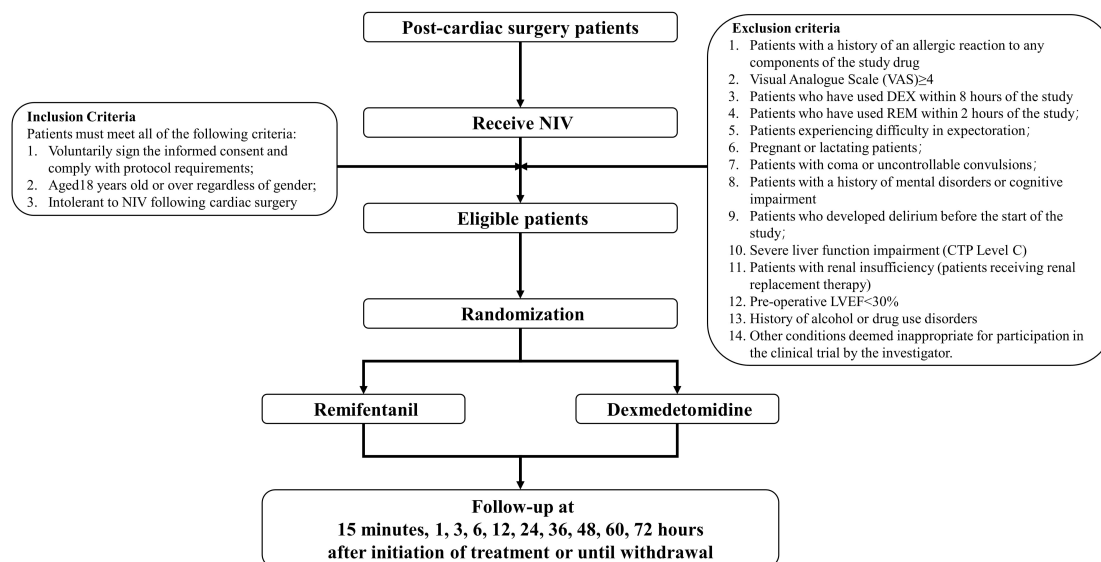 Post-cardiac surgery patients
Receive NIV
Inclusion Criteria
Patients must meet all of the following criteria:
1. Voluntarily sign the informed consent and
comply with protocol requirements;
2. Aged18 years old or over regardless of gender;
3. Intolerant to NIV following cardiac surgery
Exclusion criteria
1. Patients with a history of an allergic reaction to any
components of the study drug
2. Visual Analogue Scale (VAS)≥4
3. Patients who have used DEX within 8 hours of the study
4. Patients who have used REM within 2 hours of the study;
5. Patients experiencing difficulty in expectoration;
6. Pregnant or lactating patients;
7. Patients with coma or uncontrollable convulsions;
8. Patients with a history of mental disorders or cognitive
impairment
9. Patients who developed delirium before the start of the
study;
10. Severe liver function impairment (CTP Level C)
11. Patients with renal insufficiency (patients receiving renal
replacement therapy)
12. Pre-operative LVEF<30%
13. History of alcohol or drug use disorders
14. Other conditions deemed inappropriate for participation in
the clinical trial by the investigator.
Eligible patients
Randomization
Remifentanil
Dexmedetomidine
Follow-up at
15 minutes, 1, 3, 6, 12, 24, 36, 48, 60, 72 hours
after initiation of treatment or until withdrawal